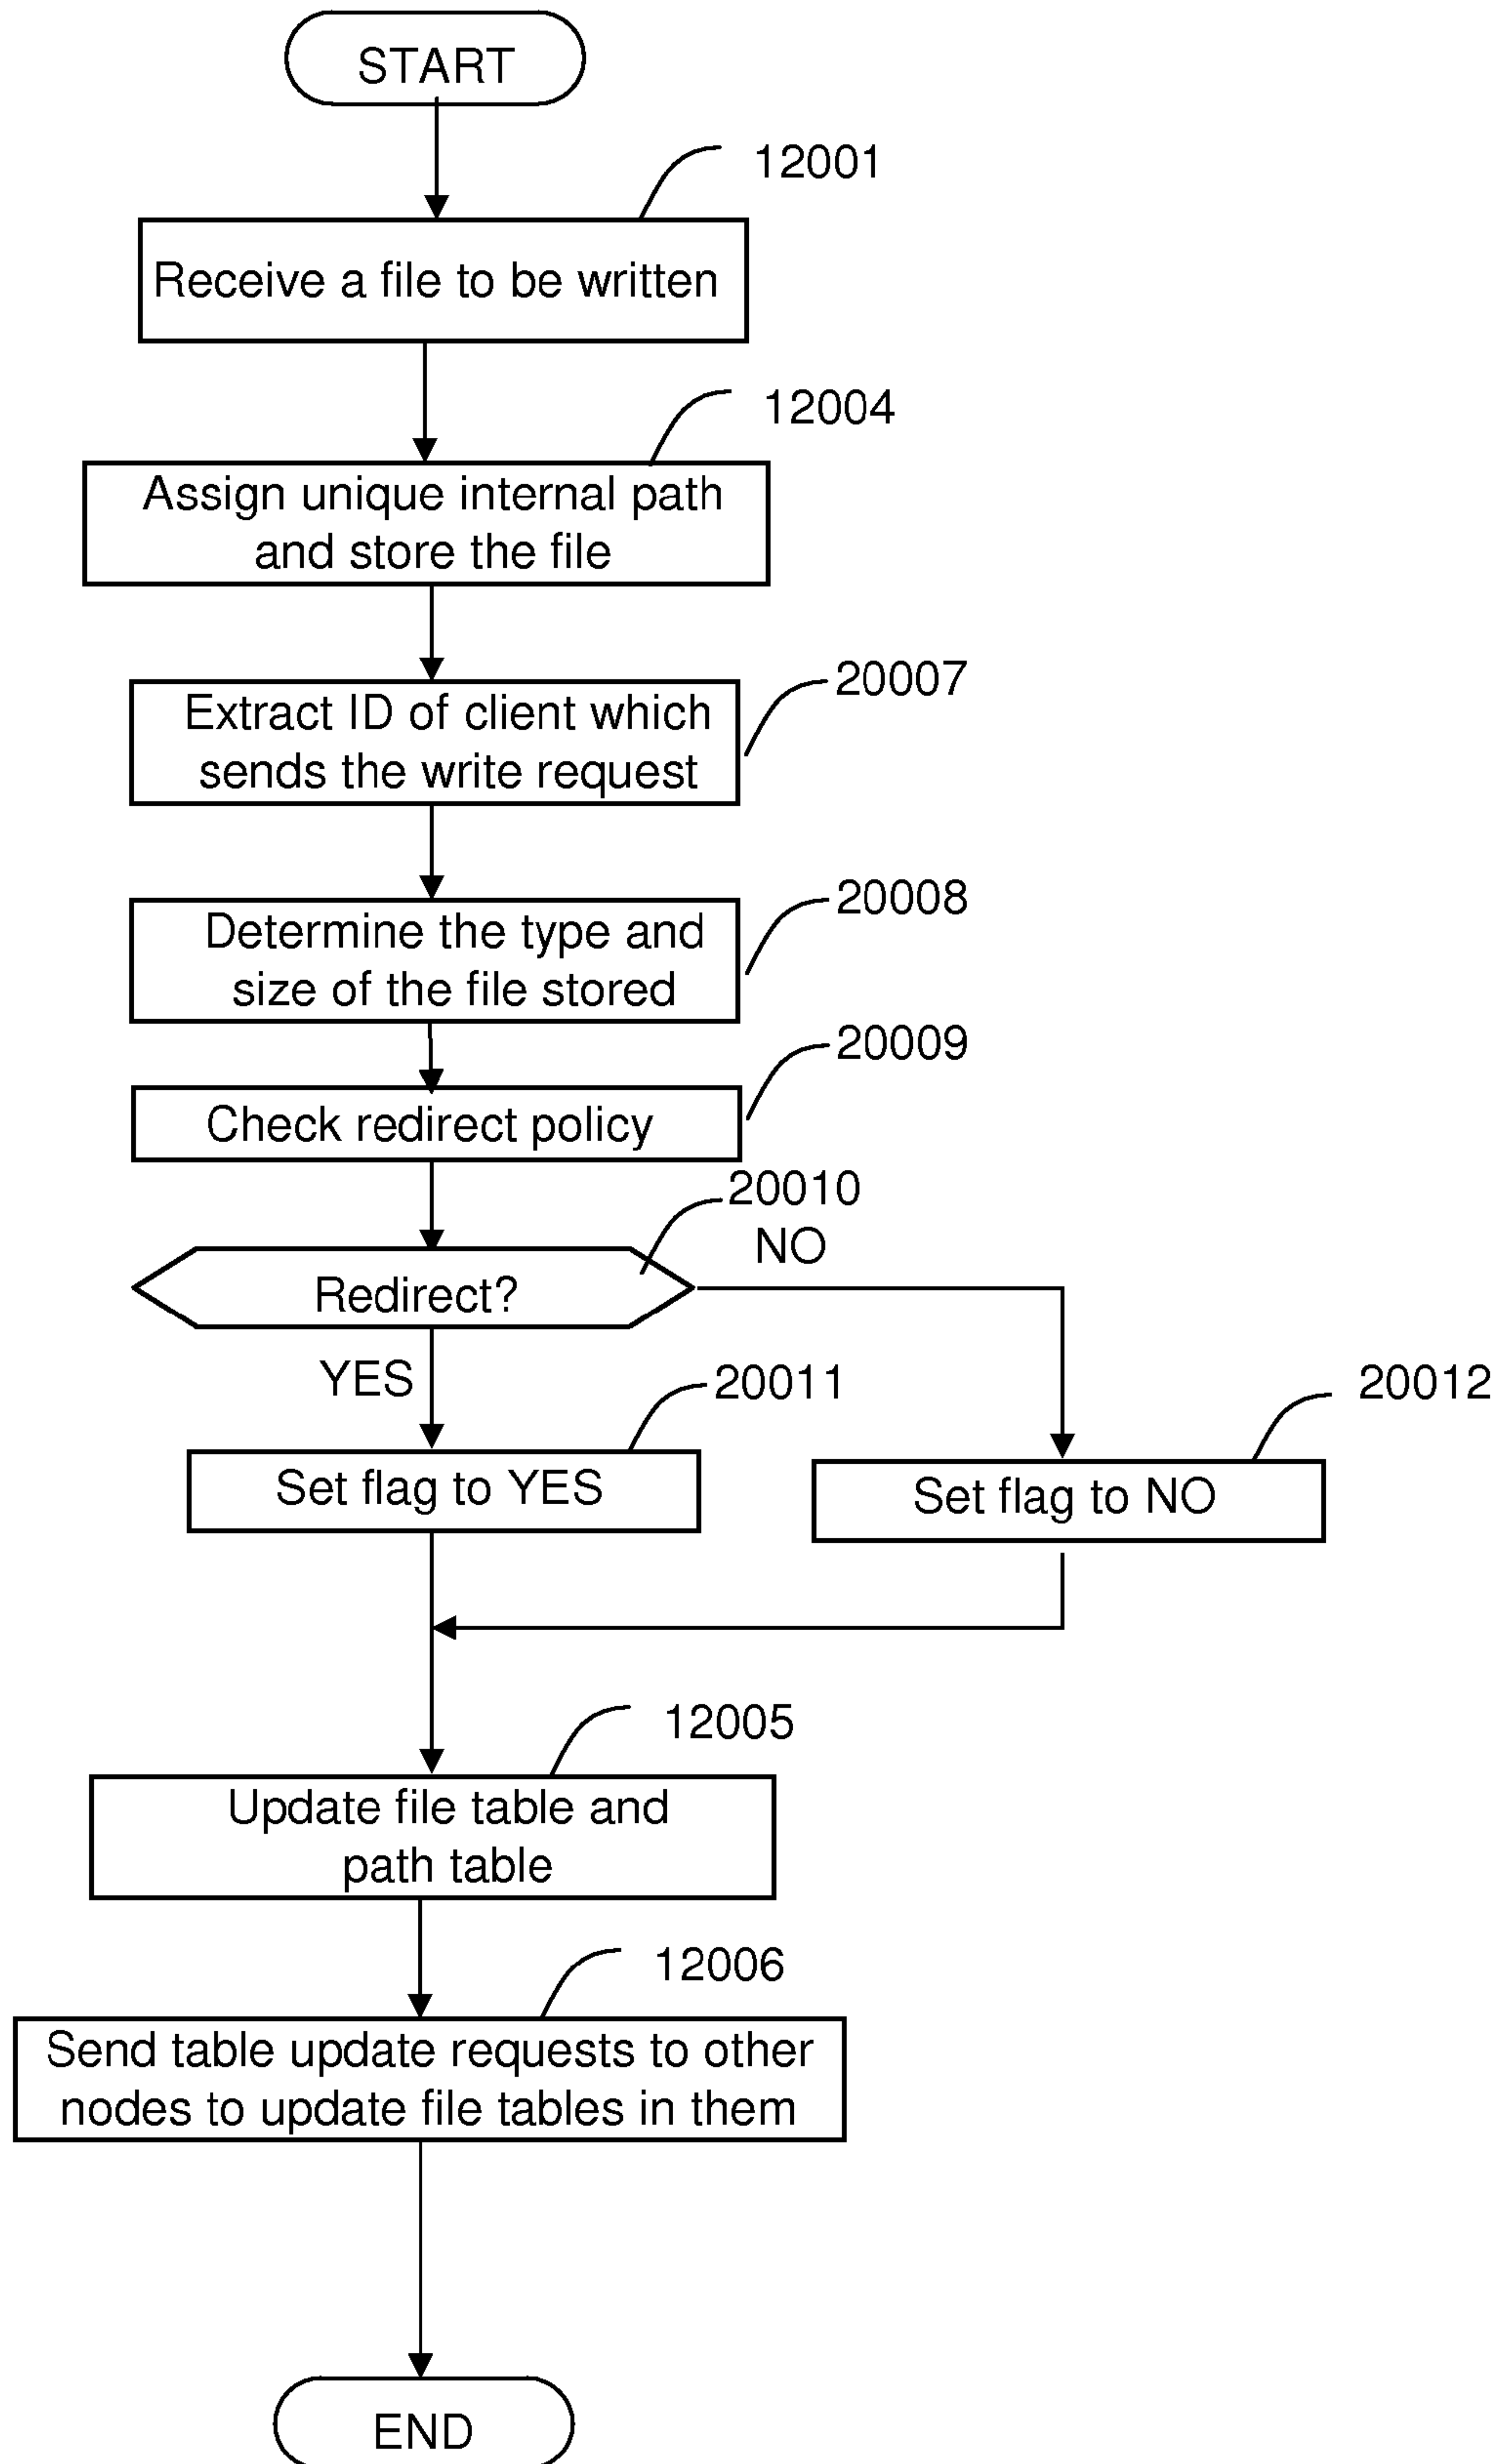 START
12001
Receive a file to be written
12004
Assign unique internal path
and store the file
20007
Extract ID of client which
sends the write request
20008
Determine the type and
size of the file stored
20009
Check redirect policy
20010
NO
Redirect?
YES
20011
20012
Set flag to YES
Set flag to NO
12005
Update file table and
path table
12006
Send table update requests to other
nodes to update file tables in them
END